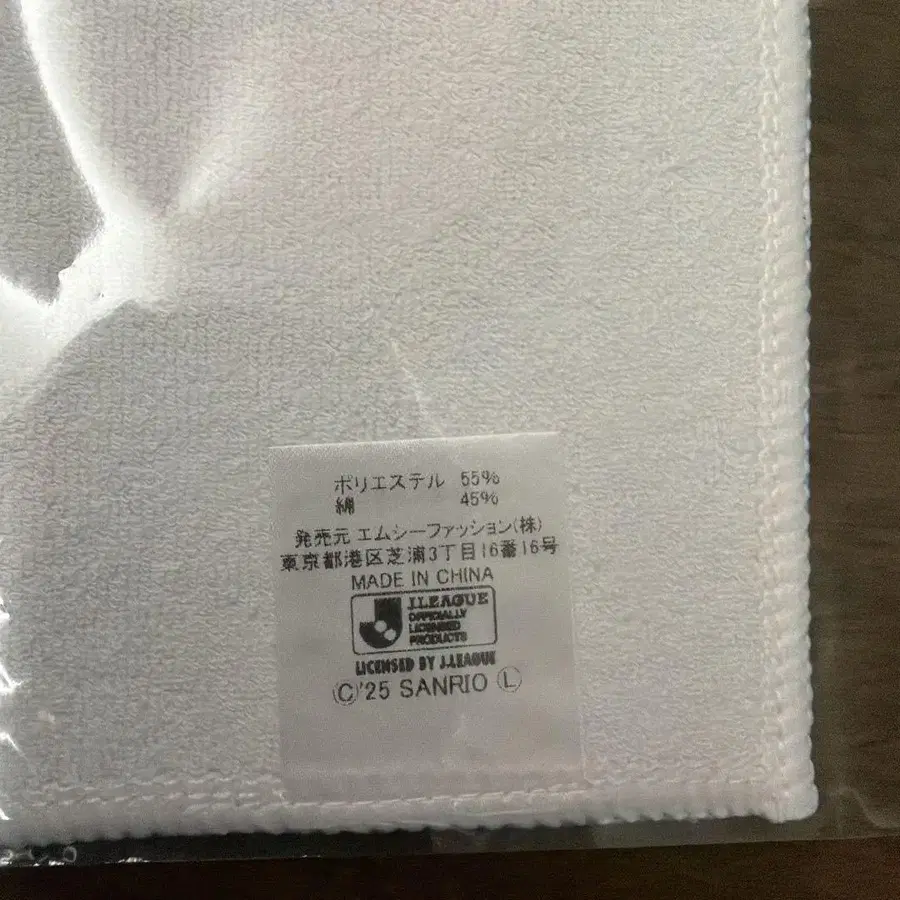 ポリエステル 55%
綿 45%
発売元 エムシーファッション(株)
東京都港区芝浦3丁目16番16号
MADE IN CHINA
J.LEAGUE
OFFICIALLY
LICENSED
PRODUCTS
LICENSED BY J.LEAGUE
Ⓒ'25 SANRIO Ⓛ